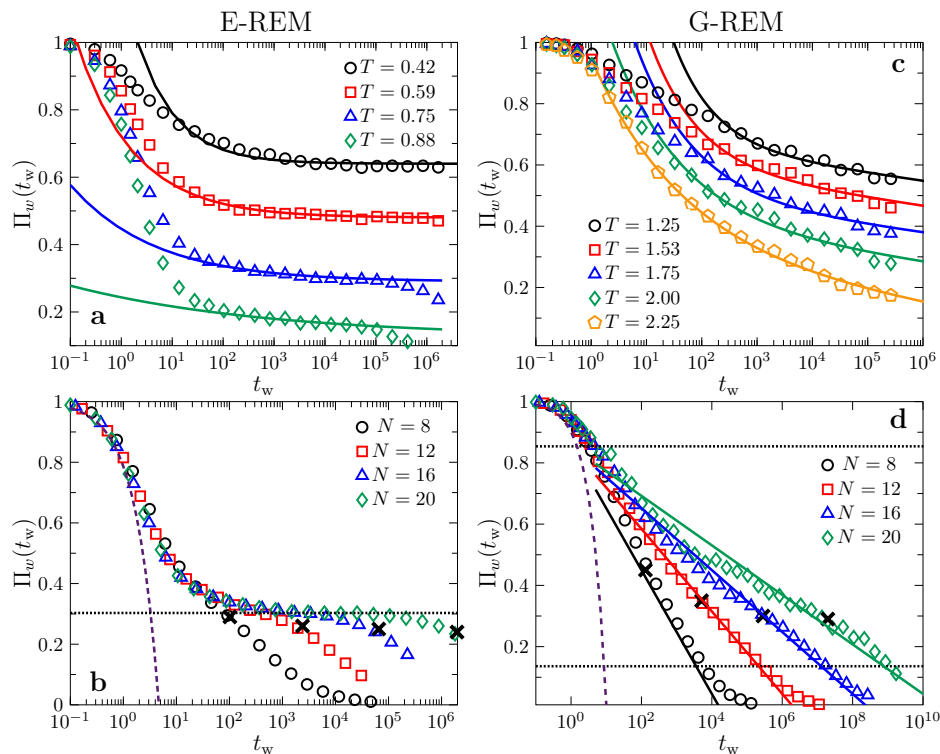 E-REM
G-REM
Π_w(t_w)
1
0.8
0.6
0.4
0.2
T = 0.42
T = 0.59
T = 0.75
T = 0.88
a
10^−1 10^0 10^1 10^2 10^3 10^4 10^5 10^6
t_w
Π_w(t_w)
1
0.8
0.6
0.4
0.2
c
T = 1.25
T = 1.53
T = 1.75
T = 2.00
T = 2.25
10^−1 10^0 10^1 10^2 10^3 10^4 10^5 10^6
t_w
Π_w(t_w)
1
0.8
0.6
0.4
0.2
0
N = 8
N = 12
N = 16
N = 20
b
10^−1 10^0 10^1 10^2 10^3 10^4 10^5 10^6
t_w
Π_w(t_w)
1
0.8
0.6
0.4
0.2
0
d
N = 8
N = 12
N = 16
N = 20
10^0 10^2 10^4 10^6 10^8 10^10
t_w